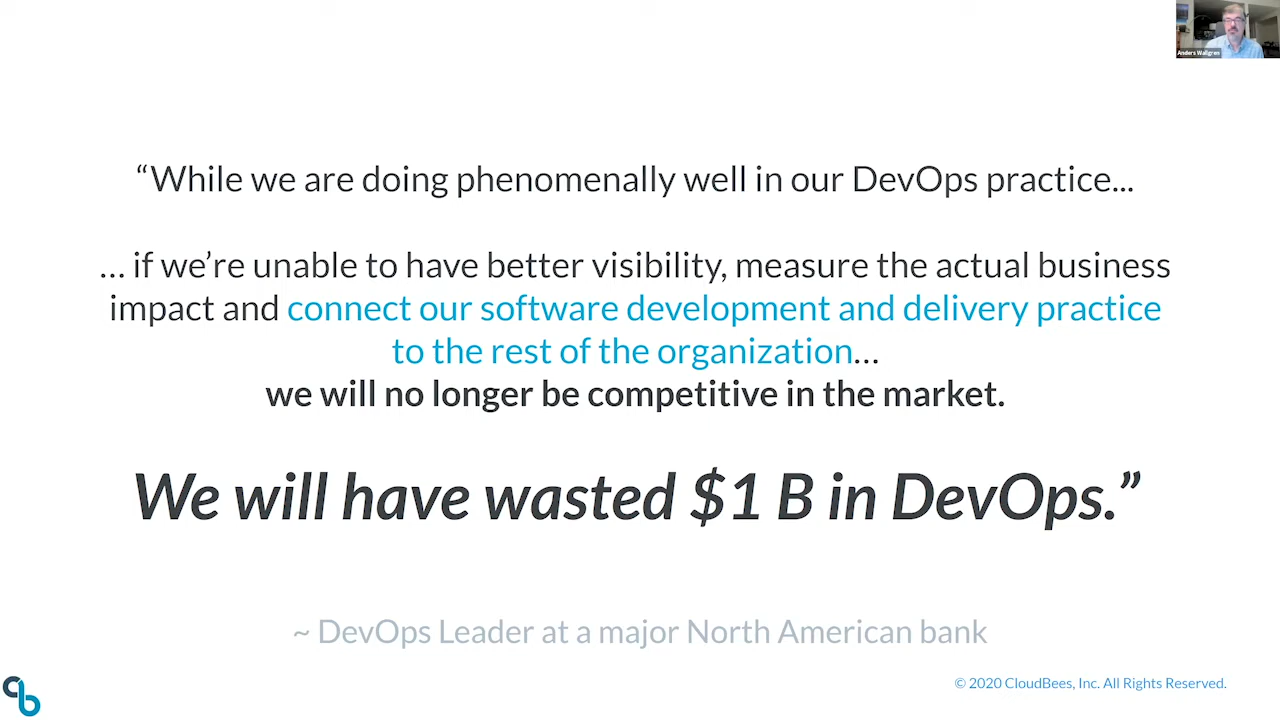 Anders Wallgren
“While we are doing phenomenally well in our DevOps practice...
… if we’re unable to have better visibility, measure the actual business
impact and connect our software development and delivery practice
to the rest of the organization…
we will no longer be competitive in the market.
We will have wasted $1 B in DevOps.”
~ DevOps Leader at a major North American bank
© 2020 CloudBees, Inc. All Rights Reserved.